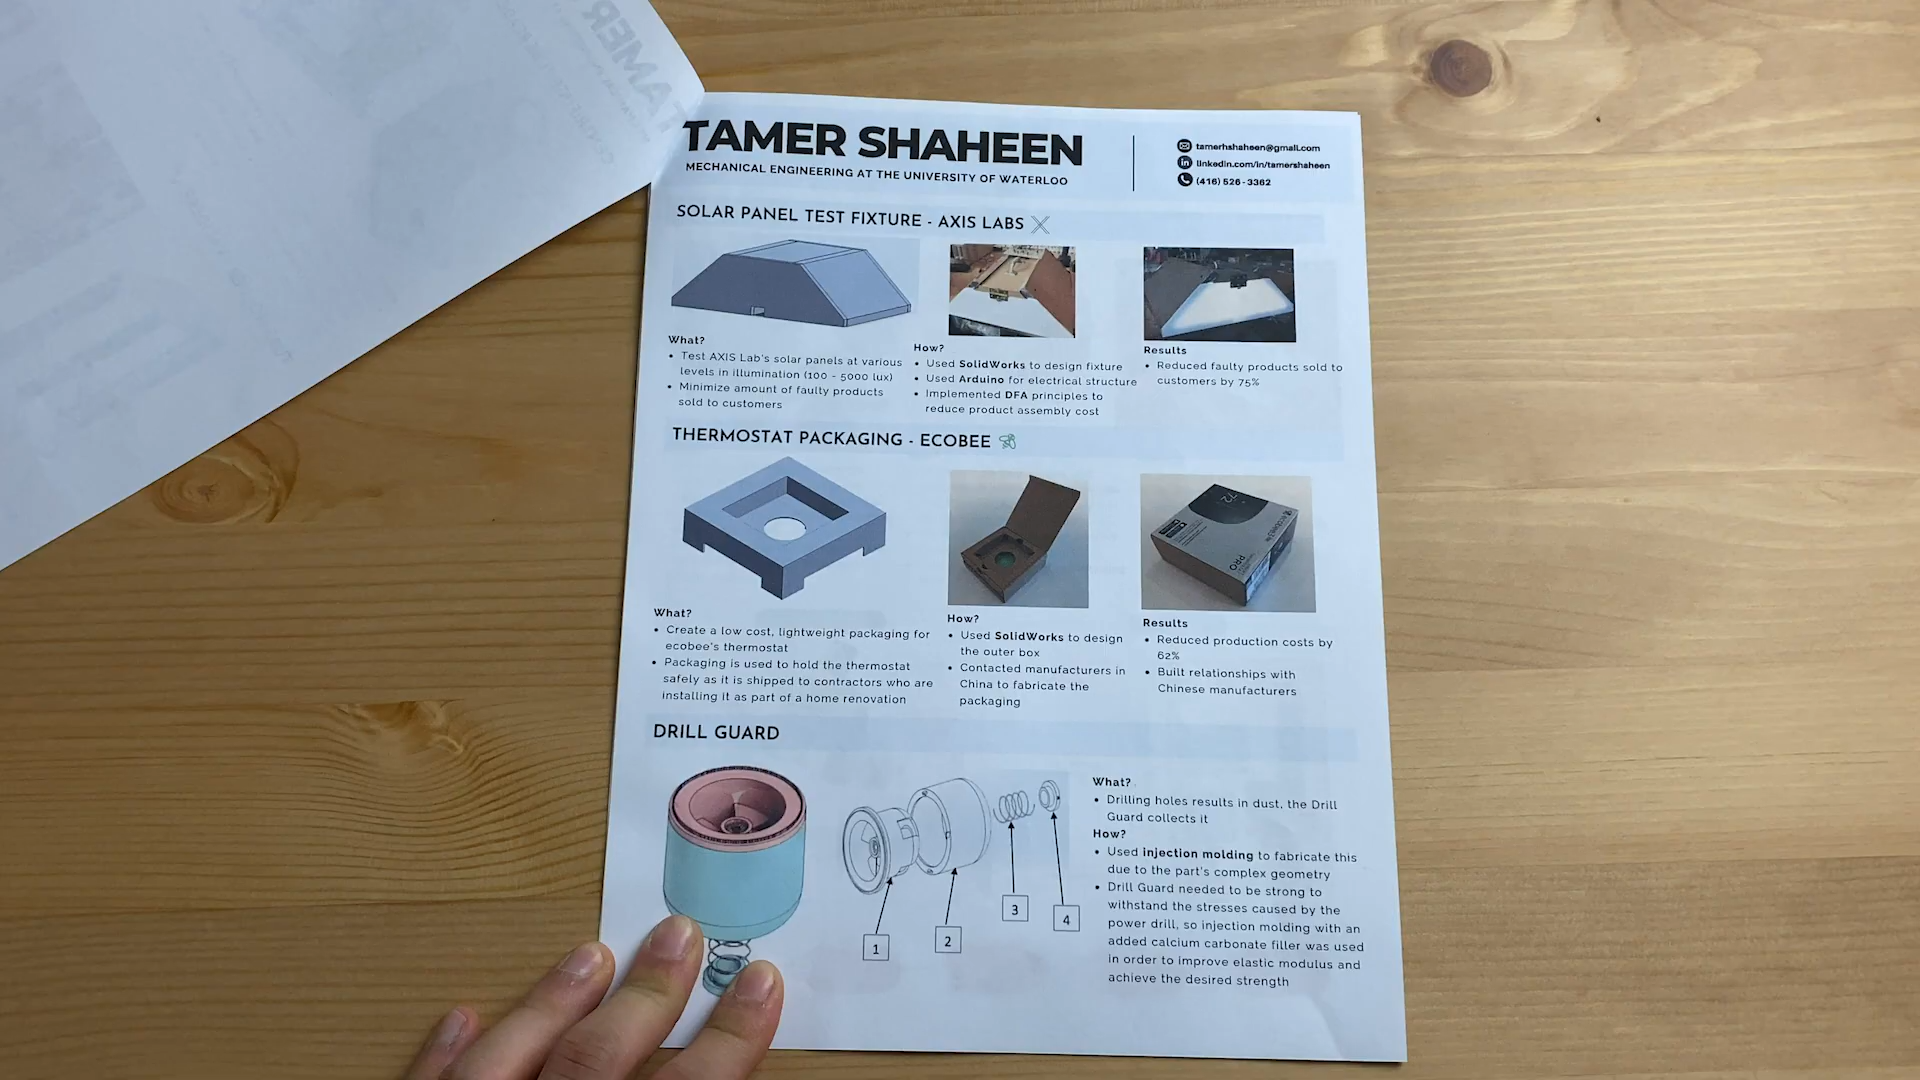 TAMER SHAHEEN
MECHANICAL ENGINEERING AT THE UNIVERSITY OF WATERLOO
tamerhshaheen@gmail.com
linkedin.com/in/tamershaheen
(416) 526-3362
SOLAR PANEL TEST FIXTURE - AXIS LABS
What?
• Test AXIS Lab's solar panels at various
levels in illumination (100 - 5000 lux)
• Minimize amount of faulty products
sold to customers
How?
• Used SolidWorks to design fixture
• Used Arduino for electrical structure
• Implemented DFA principles to
reduce product assembly cost
Results
• Reduced faulty products sold to
customers by 75%
THERMOSTAT PACKAGING - ECOBEE
What?
• Create a low cost, lightweight packaging for
ecobee's thermostat
• Packaging is used to hold the thermostat
safely as it is shipped to contractors who are
installing it as part of a home renovation
How?
• Used SolidWorks to design
the outer box
• Contacted manufacturers in
China to fabricate the
packaging
72
PRO
Results
• Reduced production costs by
62%
• Built relationships with
Chinese manufacturers
DRILL GUARD
1
2
3
4
What?
• Drilling holes results in dust, the Drill
Guard collects it
How?
• Used injection molding to fabricate this
due to the part's complex geometry
• Drill Guard needed to be strong to
withstand the stresses caused by the
power drill, so injection molding with an
added calcium carbonate filler was used
in order to improve elastic modulus and
achieve the desired strength
TAMER